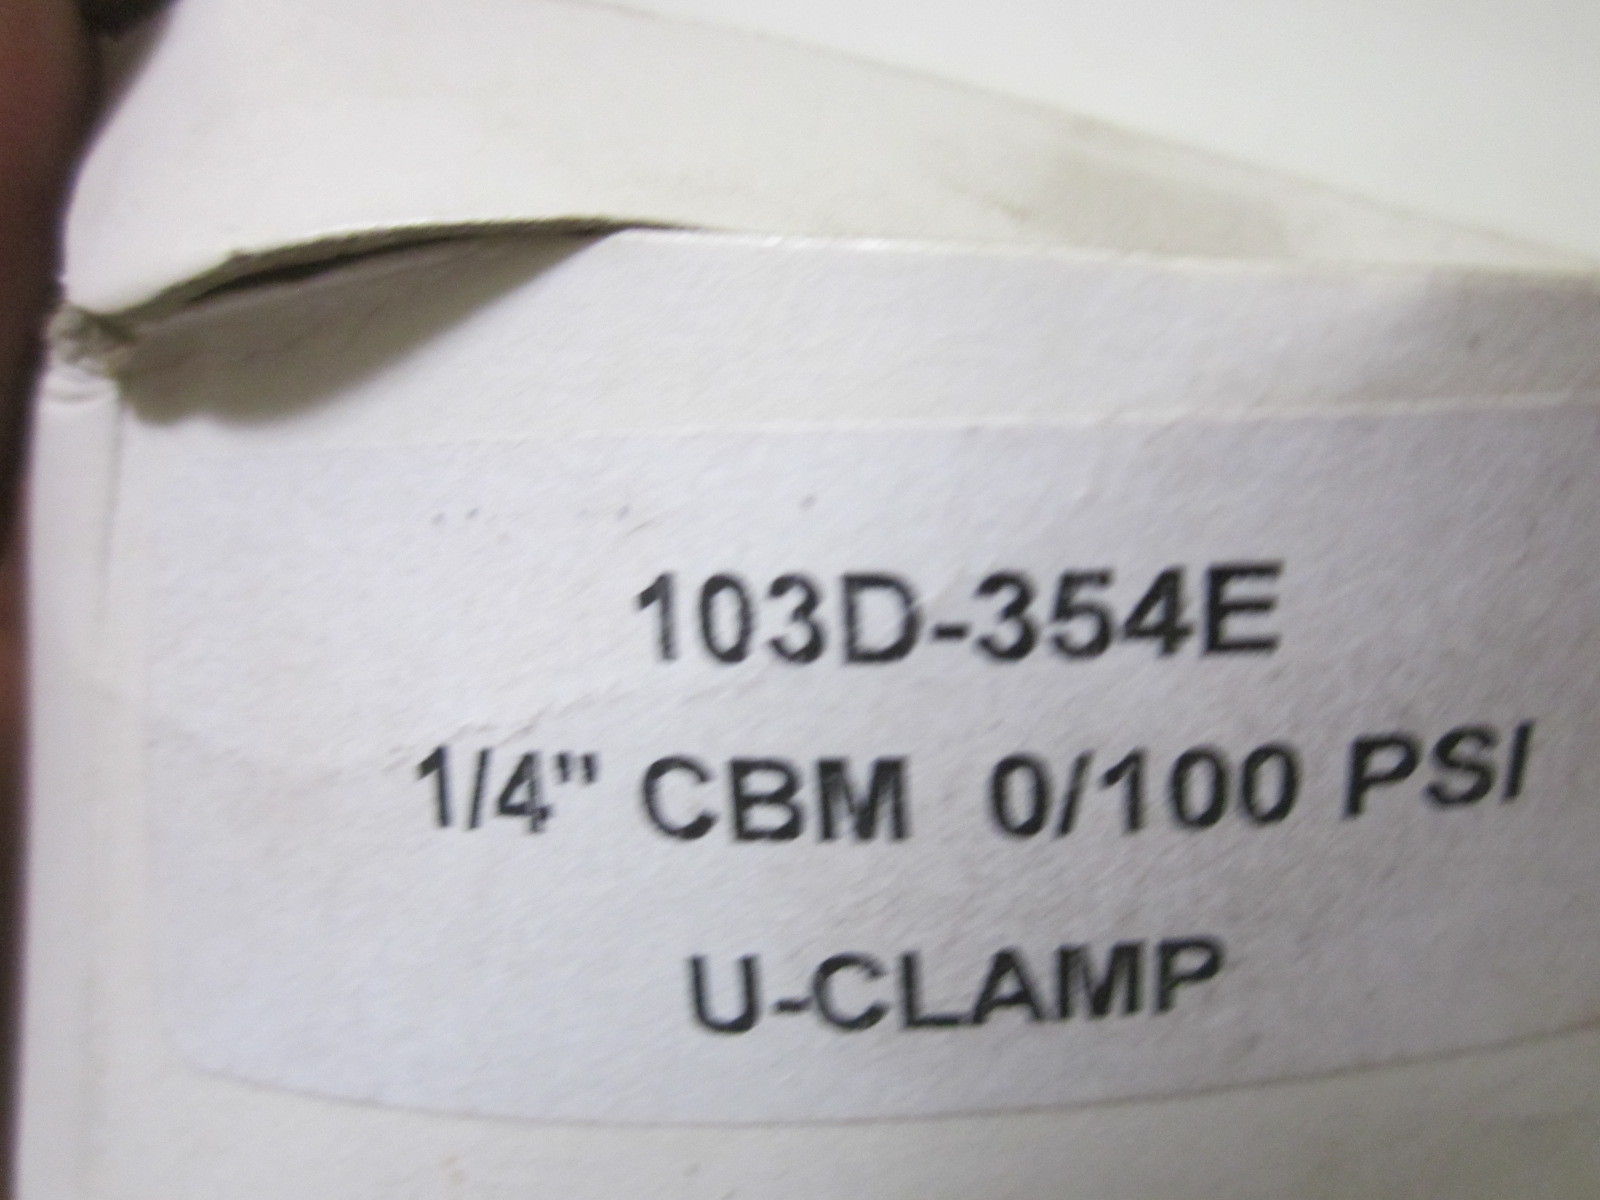 103D-354E
1/4" CBM 0/100 PSI
U-CLAMP